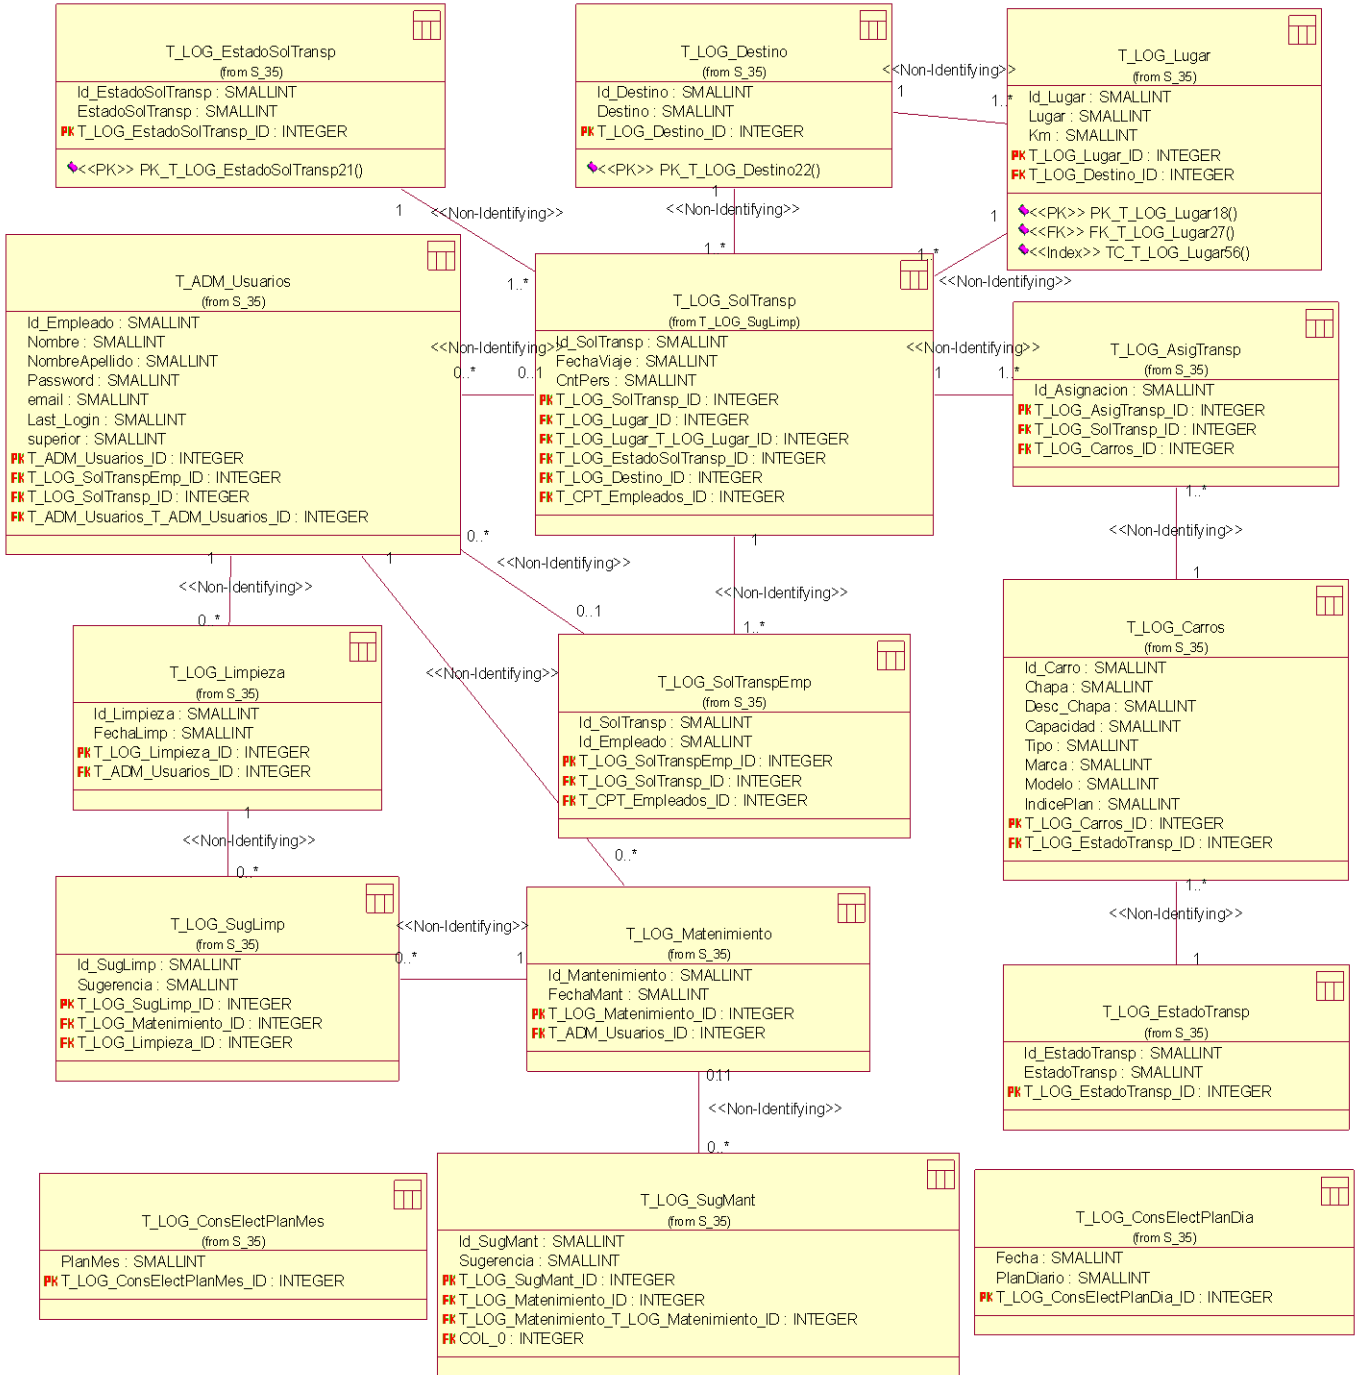 T_LOG_EstadoSolTransp
(from S_35)
Id_EstadoSolTransp : SMALLINT
EstadoSolTransp : SMALLINT
PK T_LOG_EstadoSolTransp_ID : INTEGER
<<PK>> PK_T_LOG_EstadoSolTransp21()
T_LOG_Destino
(from S_35)
Id_Destino : SMALLINT
Destino : SMALLINT
PK T_LOG_Destino_ID : INTEGER
<<PK>> PK_T_LOG_Destino22()
<<Non-Identifying>>
1
1..*
T_LOG_Lugar
(from S_35)
Id_Lugar : SMALLINT
Lugar : SMALLINT
Km : SMALLINT
PK T_LOG_Lugar_ID : INTEGER
FK T_LOG_Destino_ID : INTEGER
<<PK>> PK_T_LOG_Lugar18()
<<FK>> FK_T_LOG_Lugar27()
<<Index>> TC_T_LOG_Lugar56()
1
<<Non-Identifying>>
1..*
1
<<Non-Identifying>>
1..*
1
1..*
<<Non-Identifying>>
T_ADM_Usuarios
(from S_35)
Id_Empleado : SMALLINT
Nombre : SMALLINT
NombreApellido : SMALLINT
Password : SMALLINT
email : SMALLINT
Last_Login : SMALLINT
superior : SMALLINT
PK T_ADM_Usuarios_ID : INTEGER
FK T_LOG_SolTranspEmp_ID : INTEGER
FK T_LOG_SolTransp_ID : INTEGER
FK T_ADM_Usuarios_T_ADM_Usuarios_ID : INTEGER
<<Non-Identifying>>
0..*
0..1
T_LOG_SolTransp
(from T_LOG_SugLimp)
Id_SolTransp : SMALLINT
FechaViaje : SMALLINT
CntPers : SMALLINT
PK T_LOG_SolTransp_ID : INTEGER
FK T_LOG_Lugar_ID : INTEGER
FK T_LOG_Lugar_T_LOG_Lugar_ID : INTEGER
FK T_LOG_EstadoSolTransp_ID : INTEGER
FK T_LOG_Destino_ID : INTEGER
FK T_CPT_Empleados_ID : INTEGER
<<Non-Identifying>>
1
1..*
T_LOG_AsigTransp
(from S_35)
Id_Asignacion : SMALLINT
PK T_LOG_AsigTransp_ID : INTEGER
FK T_LOG_SolTransp_ID : INTEGER
FK T_LOG_Carros_ID : INTEGER
1..*
<<Non-Identifying>>
1
1
<<Non-Identifying>>
0..*
1
<<Non-Identifying>>
0..*
0..*
<<Non-Identifying>>
0..1
1
<<Non-Identifying>>
1..*
T_LOG_Limpieza
(from S_35)
Id_Limpieza : SMALLINT
FechaLimp : SMALLINT
PK T_LOG_Limpieza_ID : INTEGER
FK T_ADM_Usuarios_ID : INTEGER
T_LOG_SolTranspEmp
(from S_35)
Id_SolTransp : SMALLINT
Id_Empleado : SMALLINT
PK T_LOG_SolTranspEmp_ID : INTEGER
FK T_LOG_SolTransp_ID : INTEGER
FK T_CPT_Empleados_ID : INTEGER
T_LOG_Carros
(from S_35)
Id_Carro : SMALLINT
Chapa : SMALLINT
Desc_Chapa : SMALLINT
Capacidad : SMALLINT
Tipo : SMALLINT
Marca : SMALLINT
Modelo : SMALLINT
IndicePlan : SMALLINT
PK T_LOG_Carros_ID : INTEGER
FK T_LOG_EstadoTransp_ID : INTEGER
1
<<Non-Identifying>>
0..*
1..*
<<Non-Identifying>>
1
T_LOG_SugLimp
(from S_35)
Id_SugLimp : SMALLINT
Sugerencia : SMALLINT
PK T_LOG_SugLimp_ID : INTEGER
FK T_LOG_Matenimiento_ID : INTEGER
FK T_LOG_Limpieza_ID : INTEGER
<<Non-Identifying>>
0..*
1
T_LOG_Matenimiento
(from S_35)
Id_Mantenimiento : SMALLINT
FechaMant : SMALLINT
PK T_LOG_Matenimiento_ID : INTEGER
FK T_ADM_Usuarios_ID : INTEGER
T_LOG_EstadoTransp
(from S_35)
Id_EstadoTransp : SMALLINT
EstadoTransp : SMALLINT
PK T_LOG_EstadoTransp_ID : INTEGER
<<Non-Identifying>>
0..*
T_LOG_ConsElectPlanMes
(from S_35)
PlanMes : SMALLINT
PK T_LOG_ConsElectPlanMes_ID : INTEGER
T_LOG_SugMant
(from S_35)
Id_SugMant : SMALLINT
Sugerencia : SMALLINT
PK T_LOG_SugMant_ID : INTEGER
FK T_LOG_Matenimiento_ID : INTEGER
FK T_LOG_Matenimiento_T_LOG_Matenimiento_ID : INTEGER
FK COL_0 : INTEGER
T_LOG_ConsElectPlanDia
(from S_35)
Fecha : SMALLINT
PlanDiario : SMALLINT
PK T_LOG_ConsElectPlanDia_ID : INTEGER